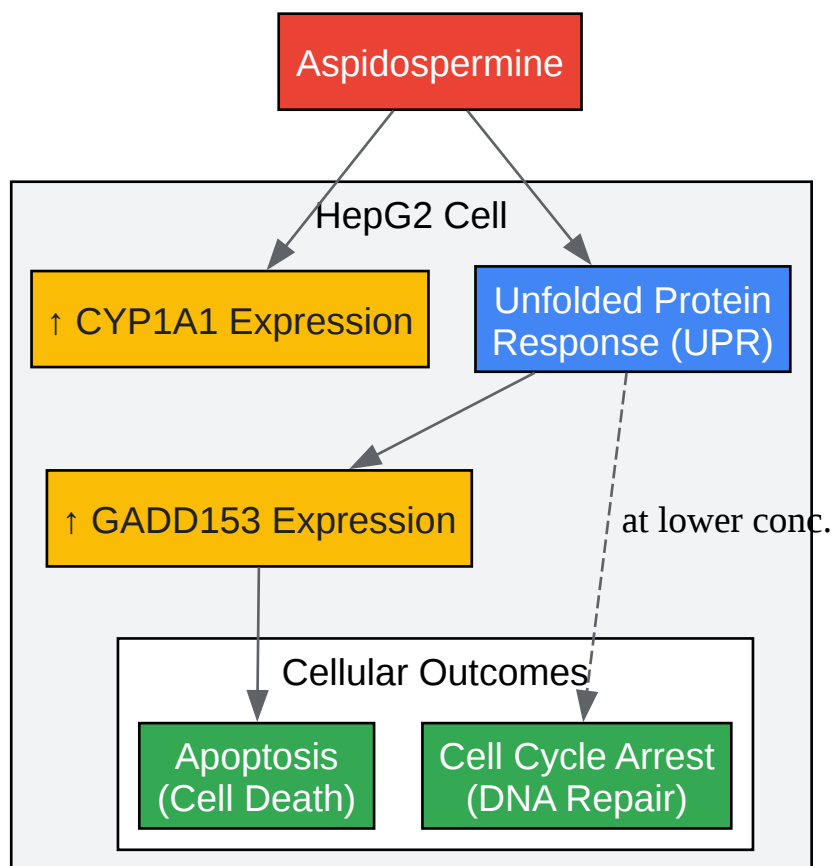 Aspidospermine
HepG2 Cell
↑ CYP1A1 Expression
Unfolded Protein
Response (UPR)
↑ GADD153 Expression
at lower conc.
Cellular Outcomes
Apoptosis
(Cell Death)
Cell Cycle Arrest
(DNA Repair)